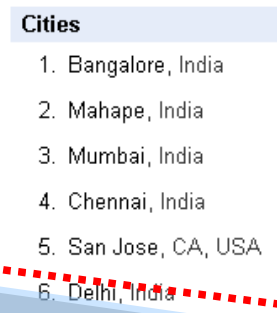 Cities
1. Bangalore, India
2. Mahape, India
3. Mumbai, India
4. Chennai, India
5. San Jose, CA, USA
6. Delhi, India